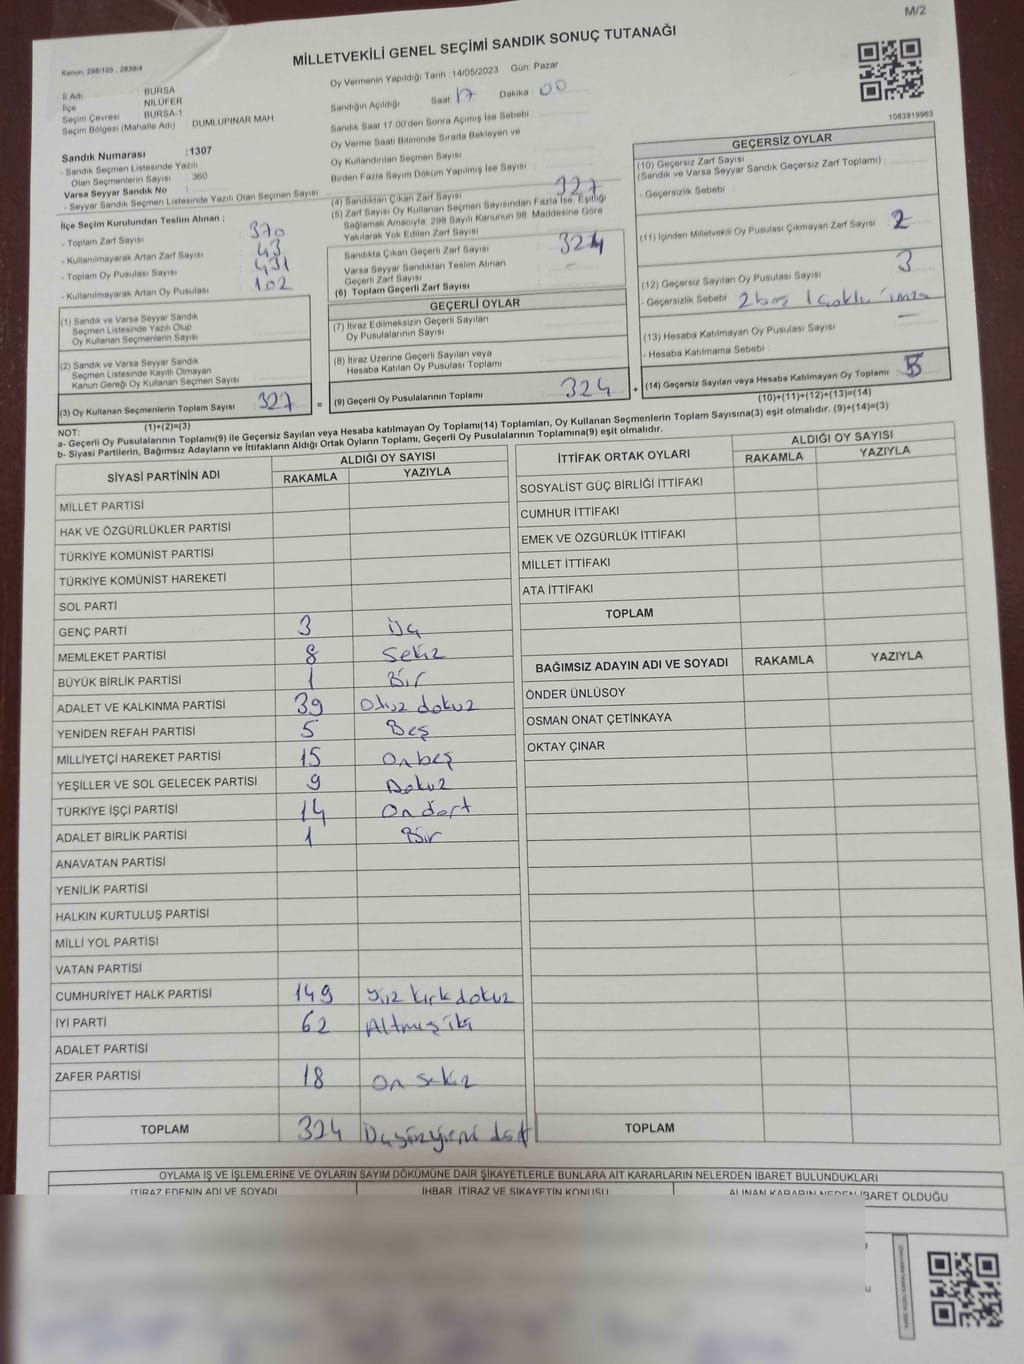 M/2
MİLLETVEKİLİ GENEL SEÇİMİ SANDIK SONUÇ TUTANAĞI
Kanun: 298/105 , 2839/4
İl Adı BURSA
İlçe NİLÜFER
Seçim Çevresi BURSA-1
Seçim Bölgesi (Mahalle Adı) : DUMLUPINAR MAH.
Sandık Numarası :1307
- Sandık Seçmen Listesinde Yazılı
Olan Seçmenlerin Sayısı 360
Varsa Seyyar Sandık No :
- Seyyar Sandık Seçmen Listesinde Yazılı Olan Seçmen Sayısı
İlçe Seçim Kurulundan Teslim Alınan ;
- Toplam Zarf Sayısı 370
- Kullanılmayarak Artan Zarf Sayısı 43
- Toplam Oy Pusulası Sayısı 431
- Kullanılmayarak Artan Oy Pusulası 102
(1) Sandık ve Varsa Seyyar Sandık
Seçmen Listesinde Yazılı Olup
Oy Kullanan Seçmenlerin Sayısı
(2) Sandık ve Varsa Seyyar Sandık
Seçmen Listesinde Kayıtlı Olmayan
Kanun Gereği Oy Kullanan Seçmen Sayısı
(3) Oy Kullanan Seçmenlerin Toplam Sayısı 327 =
(1)+(2)=(3)
Oy Vermenin Yapıldığı Tarih : 14/05/2023 Gün: Pazar
Sandığın Açıldığı Saat 17 Dakika 00
Sandık Saat 17:00'den Sonra Açılmış İse Sebebi :
Oy Verme Saati Bitiminde Sırada Bekleyen ve
Oy Kullandırılan Seçmen Sayısı
Birden Fazla Sayım Döküm Yapılmış İse Sayısı
(4) Sandıktan Çıkan Zarf Sayısı 327
(5) Zarf Sayısı Oy Kullanan Seçmen Sayısından Fazla İse, Eşitliği
Sağlamak Amacıyla, 298 Sayılı Kanunun 98. Maddesine Göre
Yakılarak Yok Edilen Zarf Sayısı
Sandıkta Çıkan Geçerli Zarf Sayısı 324
Varsa Seyyar Sandıktan Teslim Alınan
Geçerli Zarf Sayısı –
(6) Toplam Geçerli Zarf Sayısı
GEÇERLİ OYLAR
(7) İtiraz Edilmeksizin Geçerli Sayılan
Oy Pusulalarının Sayısı
(8) İtiraz Üzerine Geçerli Sayılan veya
Hesaba Katılan Oy Pusulası Toplamı
(9) Geçerli Oy Pusulalarının Toplamı 324 +
1083819963
GEÇERSİZ OYLAR
(10) Geçersiz Zarf Sayısı
(Sandık ve Varsa Seyyar Sandık Geçersiz Zarf Toplamı) :
- Geçersizlik Sebebi :
(11) İçinden Milletvekili Oy Pusulası Çıkmayan Zarf Sayısı 2
(12) Geçersiz Sayılan Oy Pusulası Sayısı 3
- Geçersizlik Sebebi 2 boş 1 imza
(13) Hesaba Katılmayan Oy Pusulası Sayısı –
- Hesaba Katılmama Sebebi :
(14) Geçersiz Sayılan veya Hesaba Katılmayan Oy Toplamı 5
(10)+(11)+(12)+(13)=(14)
NOT:
a- Geçerli Oy Pusulalarının Toplamı(9) ile Geçersiz Sayılan veya Hesaba katılmayan Oy Toplamı(14) Toplamları, Oy Kullanan Seçmenlerin Toplam Sayısına(3) eşit olmalıdır. (9)+(14)=(3)
b- Siyasi Partilerin, Bağımsız Adayların ve İttifakların Aldığı Ortak Oyların Toplamı, Geçerli Oy Pusulalarının Toplamına(9) eşit olmalıdır.
SİYASİ PARTİNİN ADI ALDIĞI OY SAYISI
RAKAMLA YAZIYLA
MİLLET PARTİSİ
HAK VE ÖZGÜRLÜKLER PARTİSİ
TÜRKİYE KOMÜNİST PARTİSİ
TÜRKİYE KOMÜNİST HAREKETİ
SOL PARTİ
GENÇ PARTİ 3 Üç
MEMLEKET PARTİSİ 8 Sekiz
BÜYÜK BİRLİK PARTİSİ 1 Bir
ADALET VE KALKINMA PARTİSİ 39 Otuz dokuz
YENİDEN REFAH PARTİSİ 5 Beş
MİLLİYETÇİ HAREKET PARTİSİ 15 Onbeş
YEŞİLLER VE SOL GELECEK PARTİSİ 9 Dokuz
TÜRKİYE İŞÇİ PARTİSİ 14 On dört
ADALET BİRLİK PARTİSİ 1 Bir
ANAVATAN PARTİSİ
YENİLİK PARTİSİ
HALKIN KURTULUŞ PARTİSİ
MİLLİ YOL PARTİSİ
VATAN PARTİSİ
CUMHURİYET HALK PARTİSİ 149 Yüz kırk dokuz
İYİ PARTİ 62 Altmış iki
ADALET PARTİSİ
ZAFER PARTİSİ 18 On sekiz
TOPLAM 324
İTTİFAK ORTAK OYLARI ALDIĞI OY SAYISI
RAKAMLA YAZIYLA
SOSYALİST GÜÇ BİRLİĞİ İTTİFAKI
CUMHUR İTTİFAKI
EMEK VE ÖZGÜRLÜK İTTİFAKI
MİLLET İTTİFAKI
ATA İTTİFAKI
TOPLAM
BAĞIMSIZ ADAYIN ADI VE SOYADI RAKAMLA YAZIYLA
ÖNDER ÜNLÜSOY
OSMAN ONAT ÇETİNKAYA
OKTAY ÇINAR
TOPLAM
OYLAMA İŞ VE İŞLEMLERİNE VE OYLARIN SAYIM DÖKÜMÜNE DAİR ŞİKAYETLERLE BUNLARA AİT KARARLARIN NELERDEN İBARET BULUNDUKLARI
İTİRAZ EDENİN ADI VE SOYADI İHBAR, İTİRAZ VE ŞİKAYETİN KONUSU ALINAN KARARIN NEDEN İBARET OLDUĞU